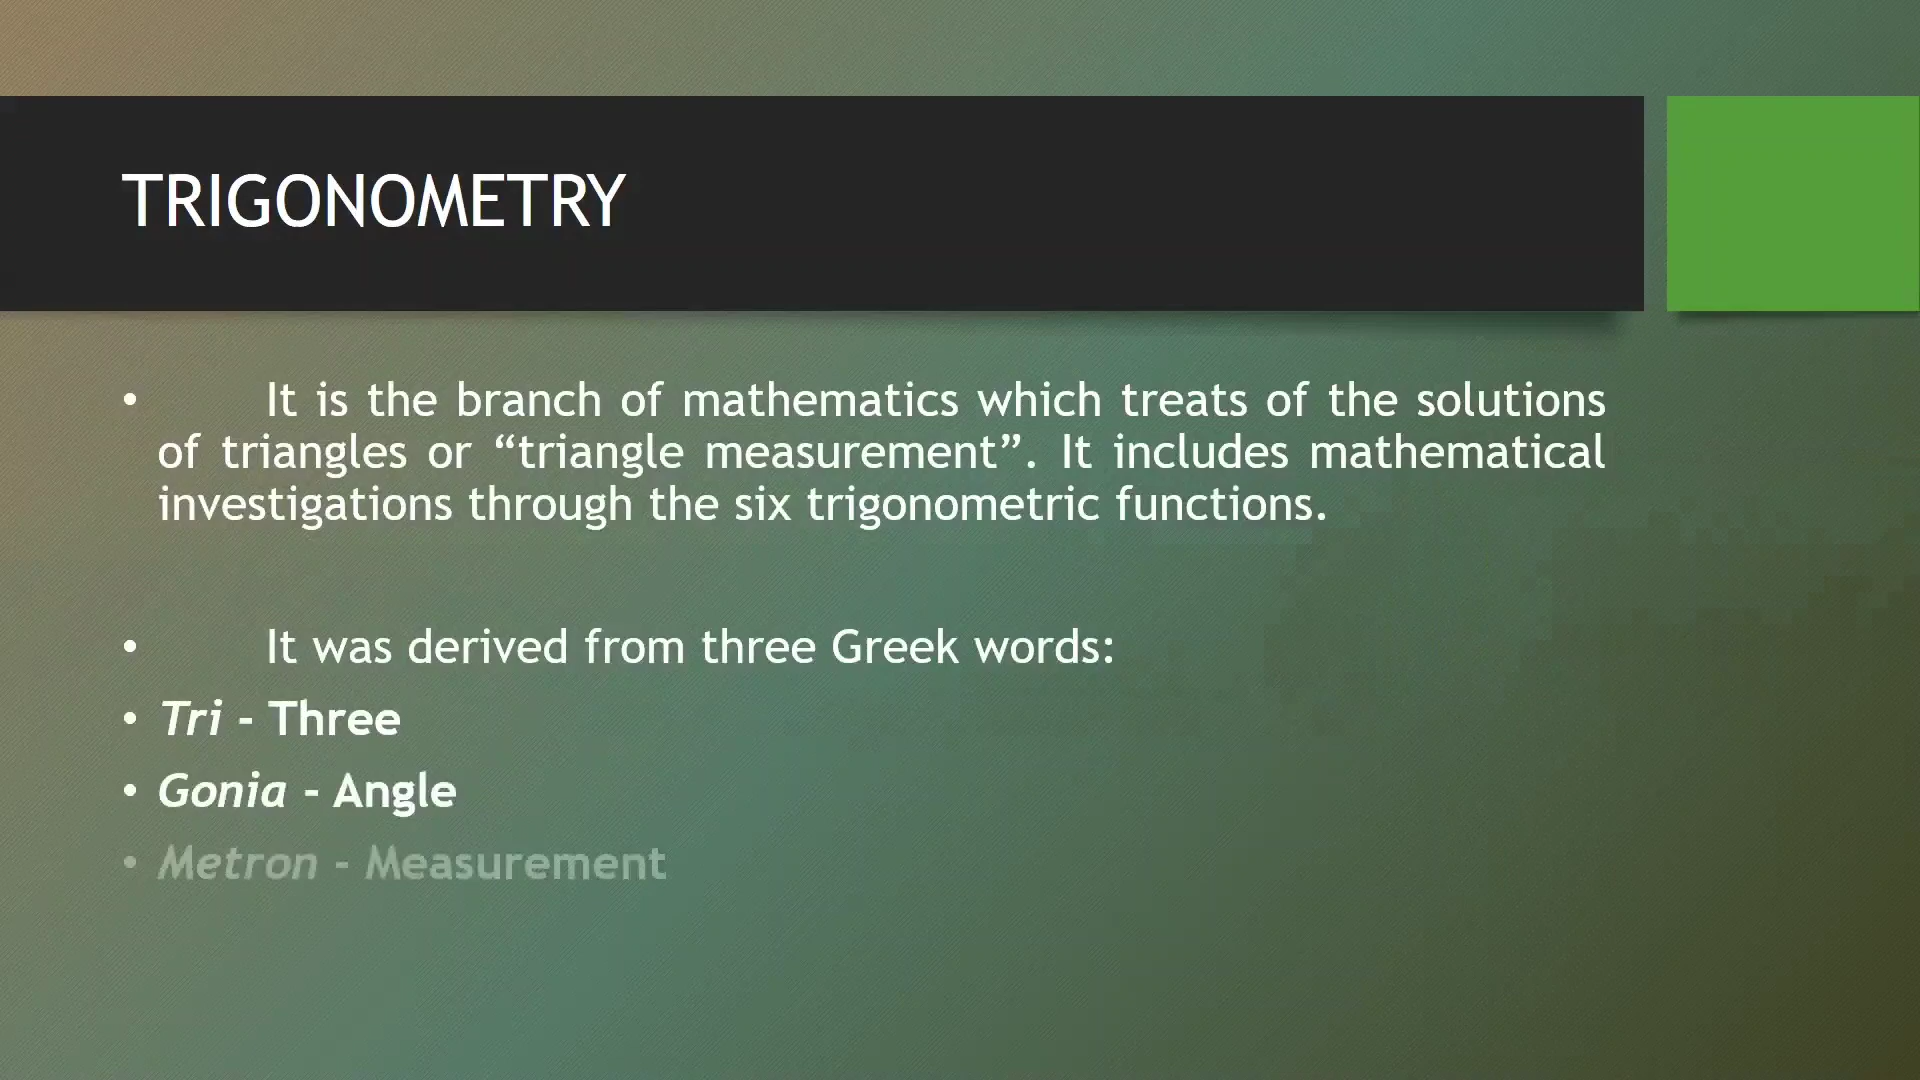 TRIGONOMETRY
• It is the branch of mathematics which treats of the solutions
of triangles or “triangle measurement”. It includes mathematical
investigations through the six trigonometric functions.
• It was derived from three Greek words:
• Tri - Three
• Gonia - Angle
• Metron - Measurement